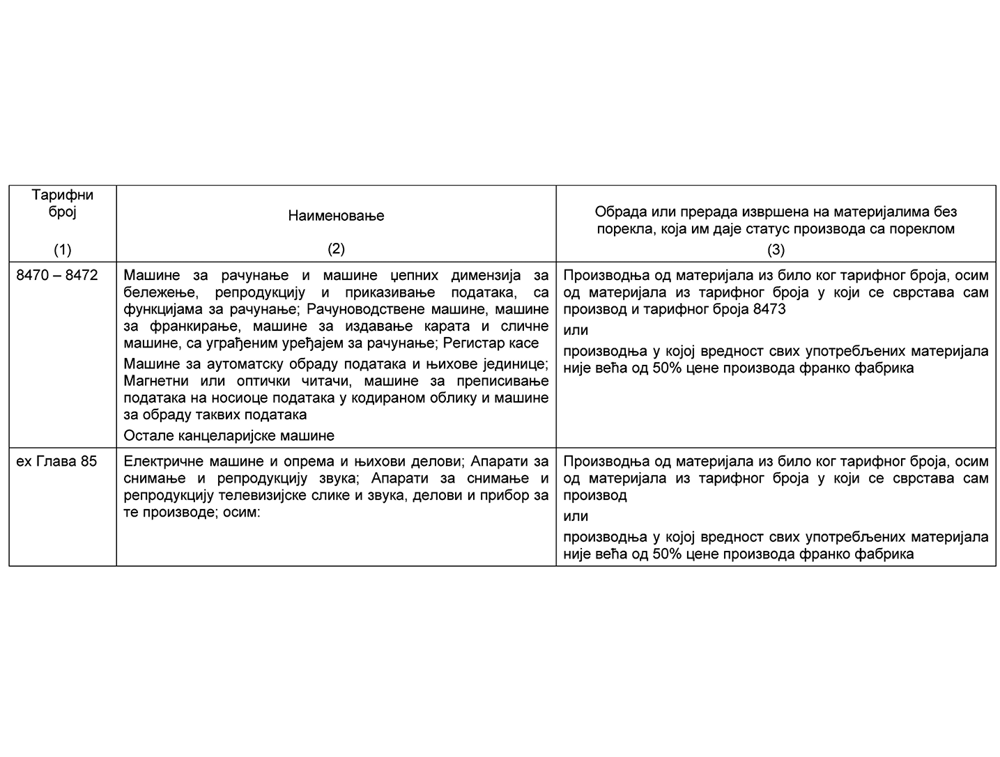 Тарифни
број
(1)
Наименовање
(2)
Обрада или прерада извршена на материјалима без
порекла, која им даје статус производа са пореклом
(3)
8470 – 8472
Машине за рачунање и машине џепних димензија за
бележење, репродукцију и приказивање података, са
функцијама за рачунање; Рачуноводствене машине, машине
за франкирање, машине за издавање карата и сличне
машине, са уграђеним уређајем за рачунање; Регистар касе
Машине за аутоматску обраду података и њихове јединице;
Магнетни или оптички читачи, машине за преписивање
података на носиоце података у кодираном облику и машине
за обраду таквих података
Остале канцеларијске машине
Производња од материјала из било ког тарифног броја, осим
од материјала из тарифног броја у који се сврстава сам
производ и тарифног броја 8473
или
производња у којој вредност свих употребљених материјала
није већа од 50% цене производа франко фабрика
ex Глава 85
Електричне машине и опрема и њихови делови; Апарати за
снимање и репродукцију звука; Апарати за снимање и
репродукцију телевизијске слике и звука, делови и прибор за
те производе; осим:
Производња од материјала из било ког тарифног броја, осим
од материјала из тарифног броја у који се сврстава сам
производ
или
производња у којој вредност свих употребљених материјала
није већа од 50% цене производа франко фабрика